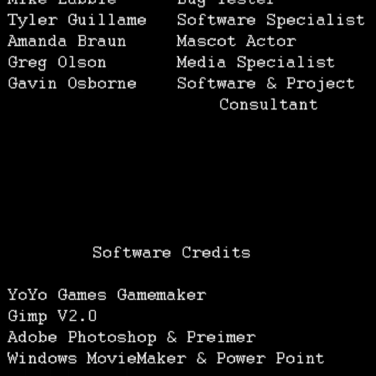 Mike Labbie Bug Tester
Tyler Guillame Software Specialist
Amanda Braun Mascot Actor
Greg Olson Media Specialist
Gavin Osborne Software & Project
Consultant
Software Credits
YoYo Games Gamemaker
Gimp V2.0
Adobe Photoshop & Preimer
Windows MovieMaker & Power Point